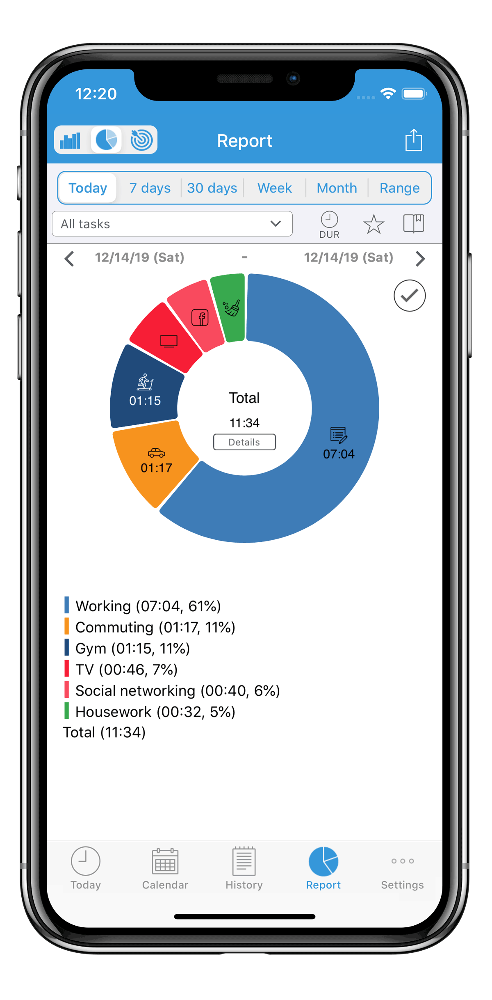 12:20
Report
Today 7 days 30 days Week Month Range
All tasks
DUR
12/14/19 (Sat) - 12/14/19 (Sat)
f
01:15
Total
11:34
Details
07:04
01:17
Working (07:04, 61%)
Commuting (01:17, 11%)
Gym (01:15, 11%)
TV (00:46, 7%)
Social networking (00:40, 6%)
Housework (00:32, 5%)
Total (11:34)
Today Calendar History Report Settings